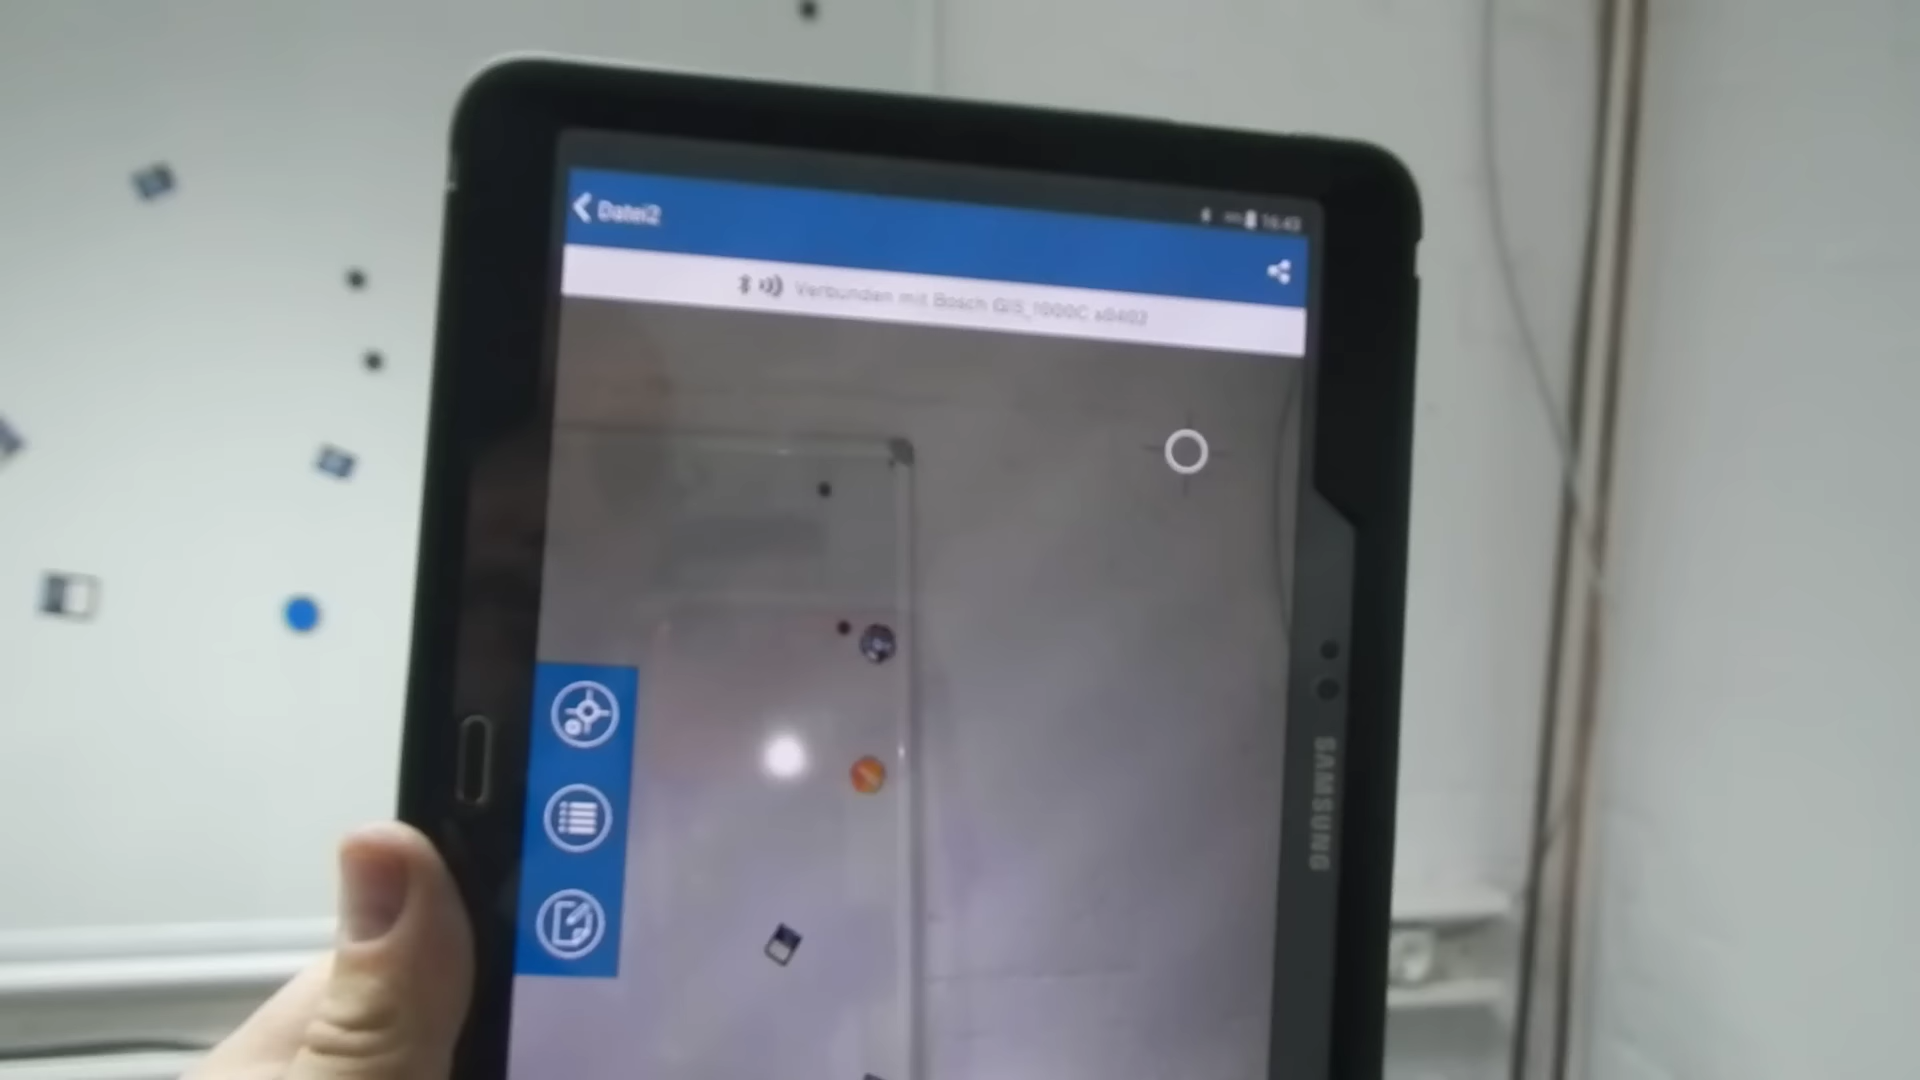 Datei2
16:43
Verbunden mit Bosch GIS_1000C
SAMSUNG